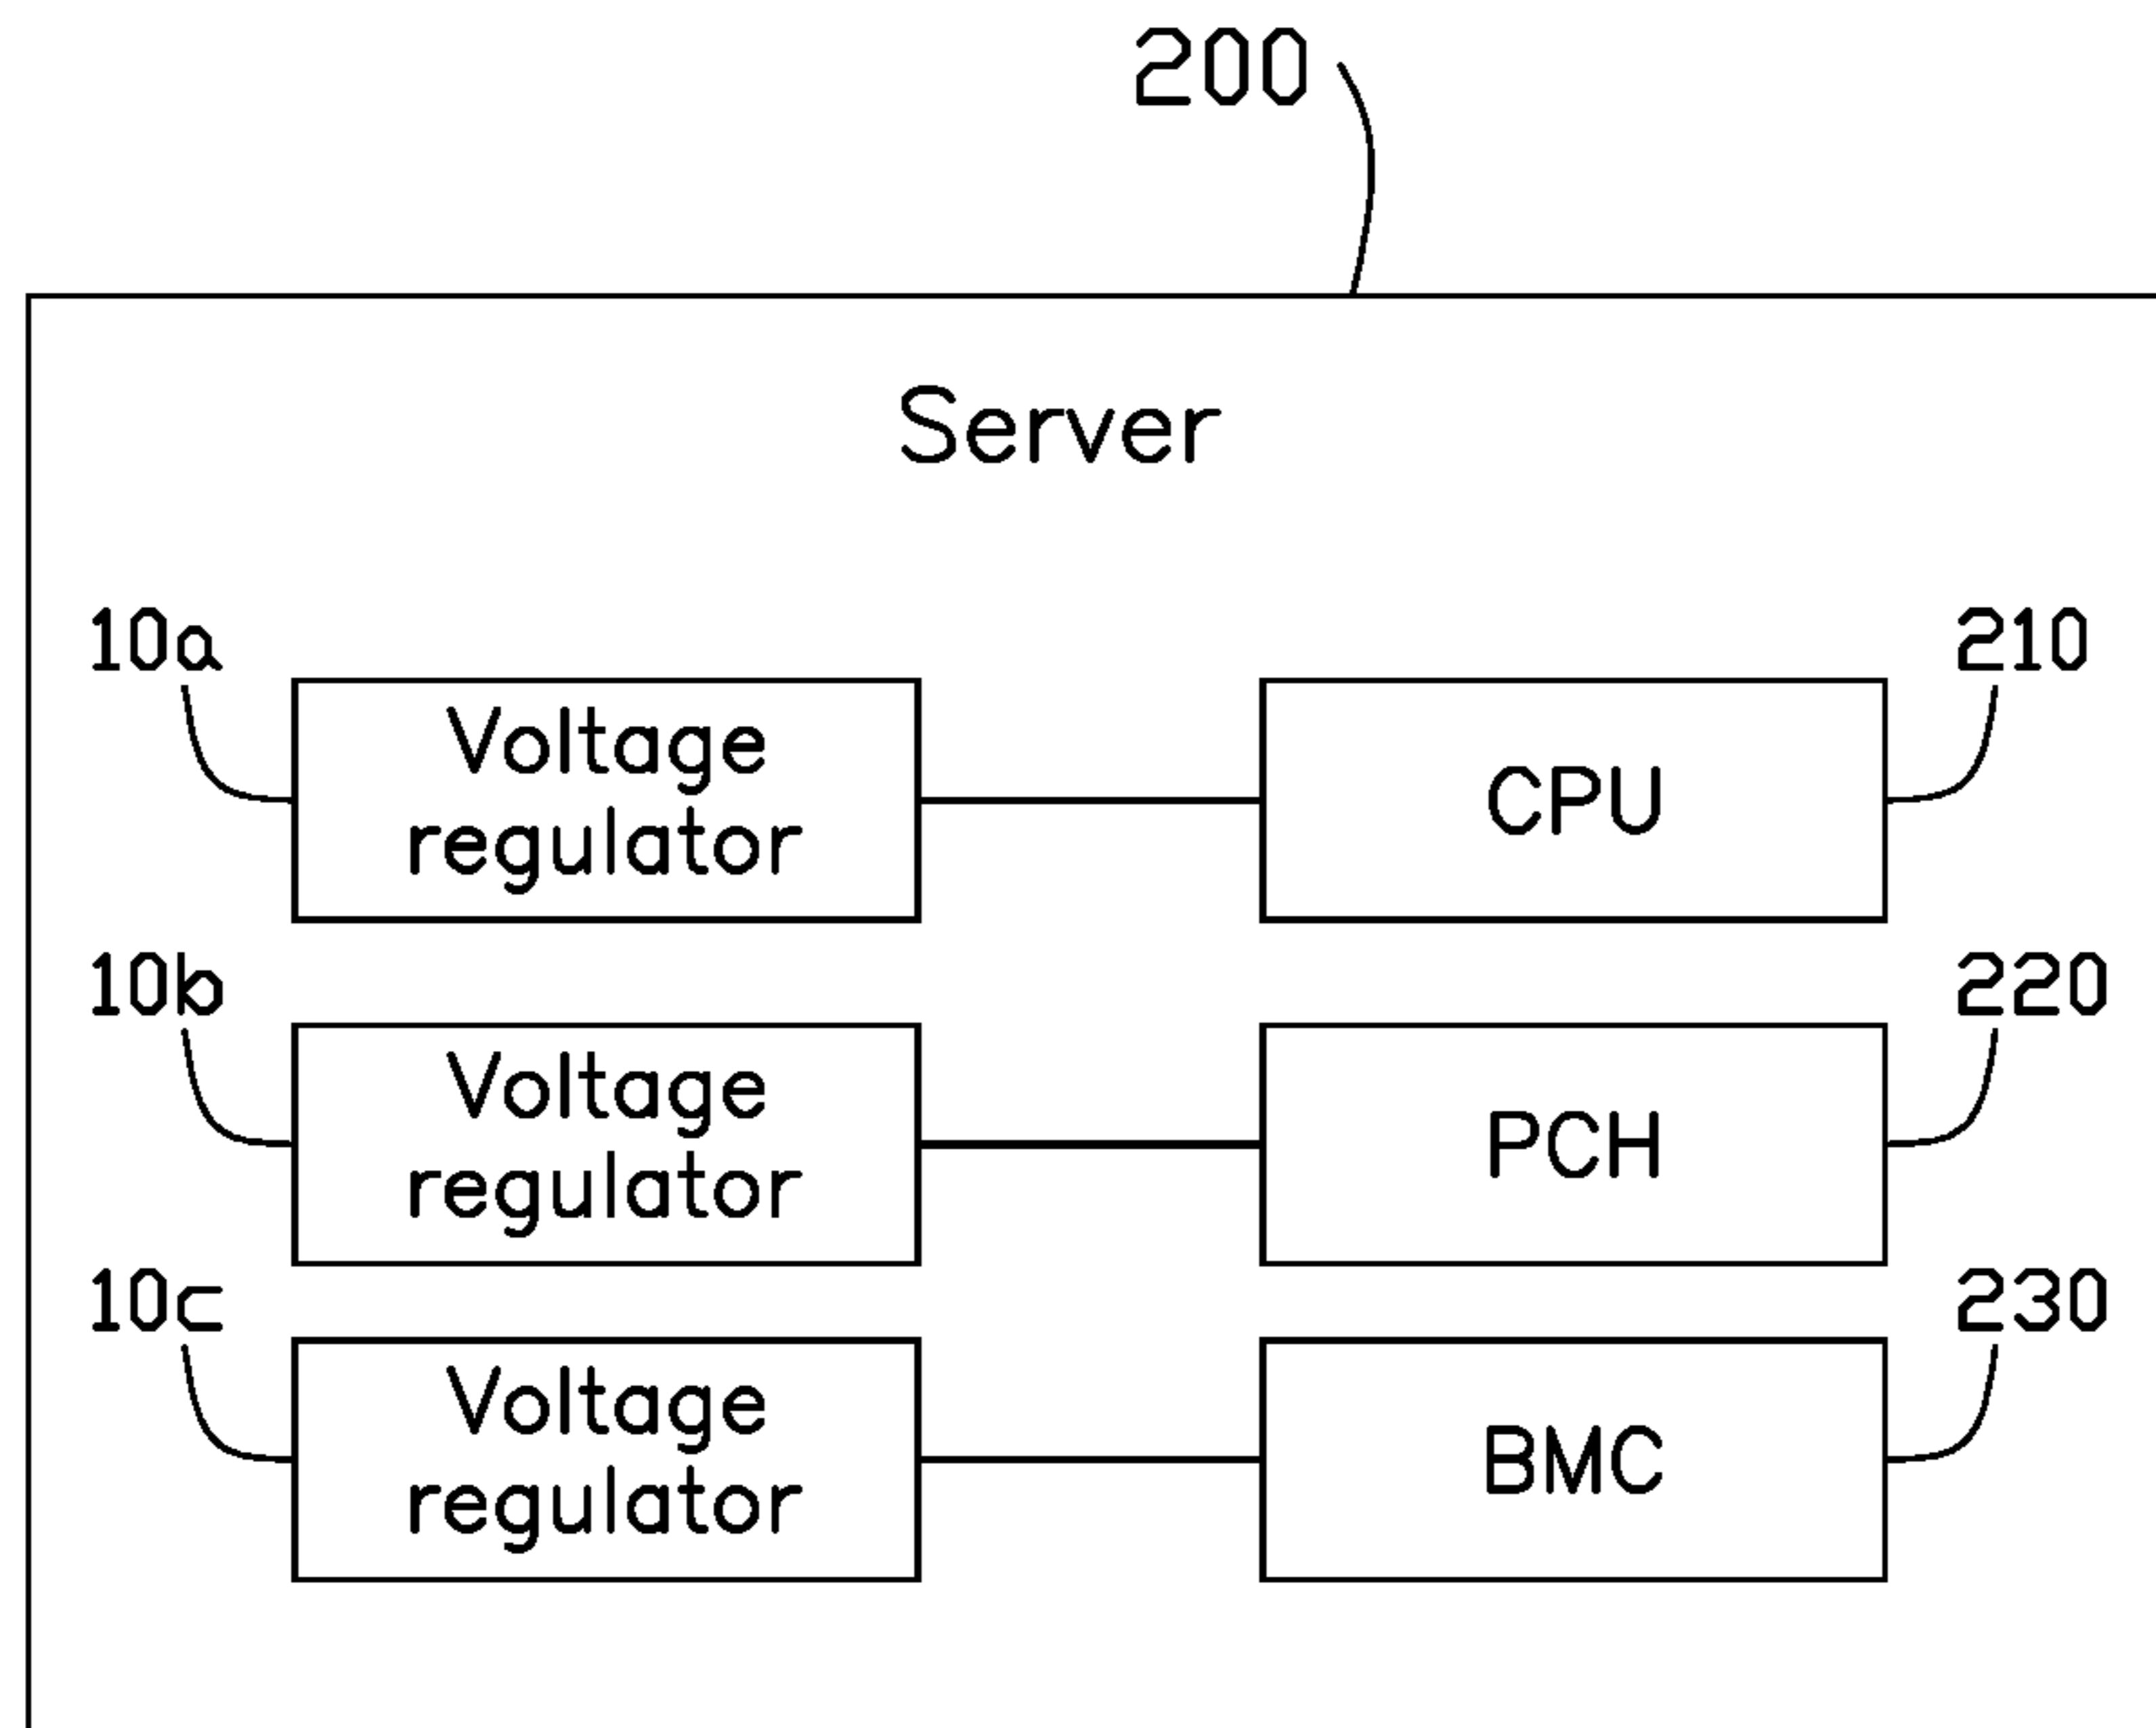 200
Server
10a
210
Voltage
regulator
CPU
10b
220
Voltage
regulator
PCH
10c
230
Voltage
regulator
BMC